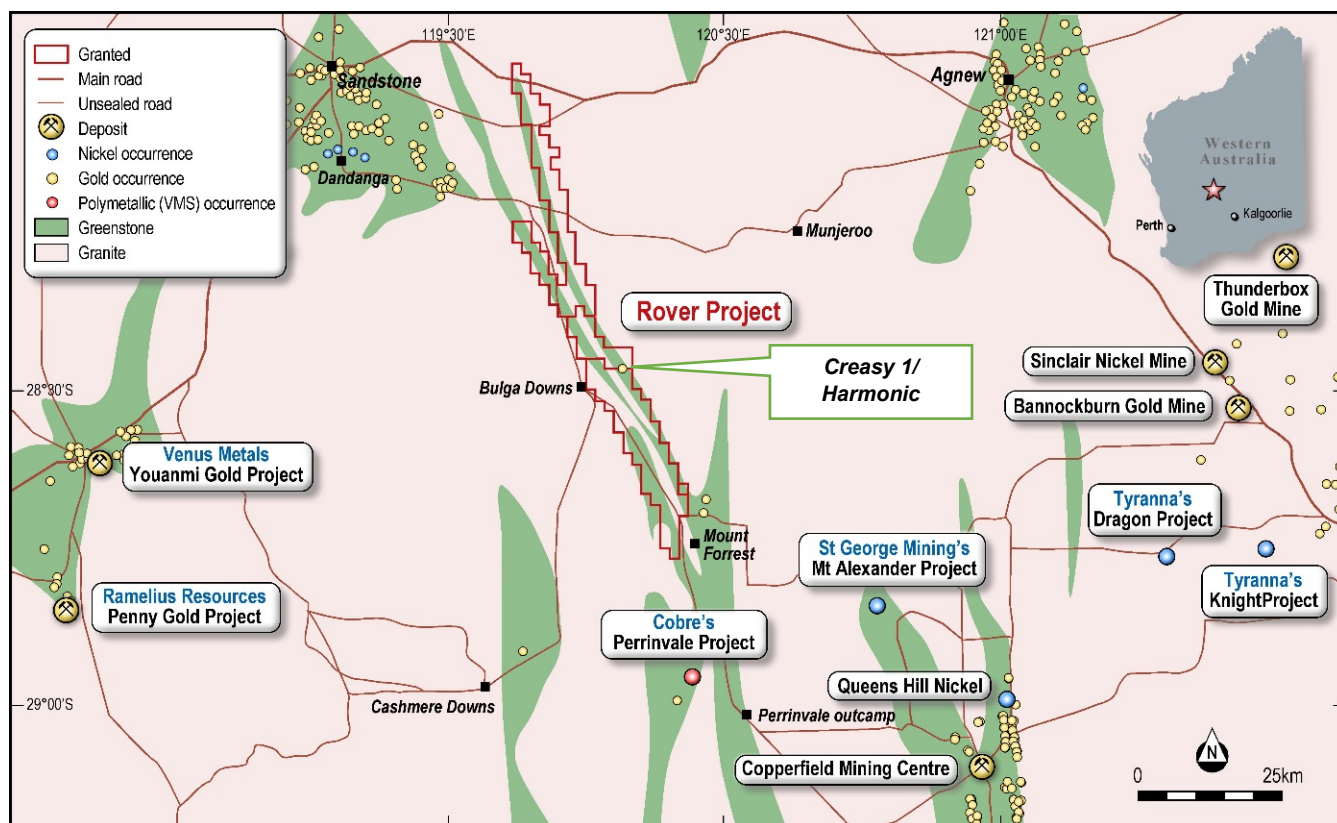 Granted
Main road
Unsealed road
Deposit
Nickel occurrence
Gold occurrence
Polymetallic (VMS) occurrence
Greenstone
Granite
119°30'E
120°30'E
121°00'E
Sandstone
Dandanga
Agnew
Munjeroo
Western
Australia
Perth
Kalgoorlie
Thunderbox
Gold Mine
Rover Project
Creasy 1/
Harmonic
Sinclair Nickel Mine
Bannockburn Gold Mine
28°30'S
Bulga Downs
Venus Metals
Youanmi Gold Project
Mount
Forrest
St George Mining's
Mt Alexander Project
Tyranna's
Dragon Project
Tyranna's
KnightProject
Ramelius Resources
Penny Gold Project
Cobre's
Perrinvale Project
Queens Hill Nickel
29°00'S
Cashmere Downs
Perrinvale outcamp
Copperfield Mining Centre
N
0
25km